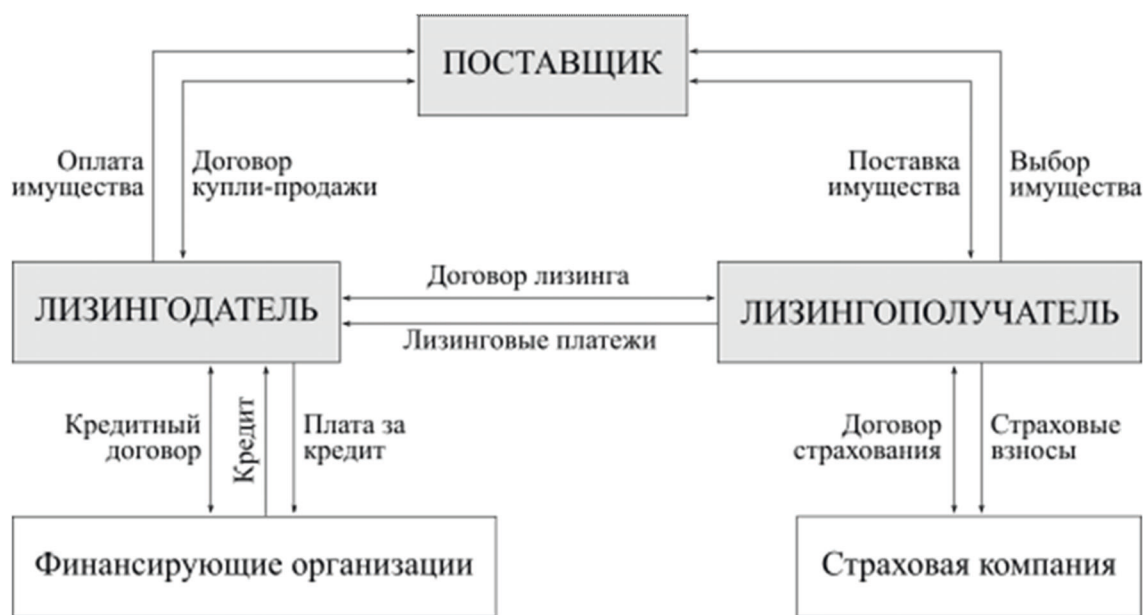 ПОСТАВЩИК
Оплата
имущества
Договор
купли-продажи
Поставка
имущества
Выбор
имущества
ЛИЗИНГОДАТЕЛЬ
Договор лизинга
Лизинговые платежи
ЛИЗИНГОПОЛУЧАТЕЛЬ
Кредитный
договор
Кредит
Плата за
кредит
Договор
страхования
Страховые
взносы
Финансирующие организации
Страховая компания